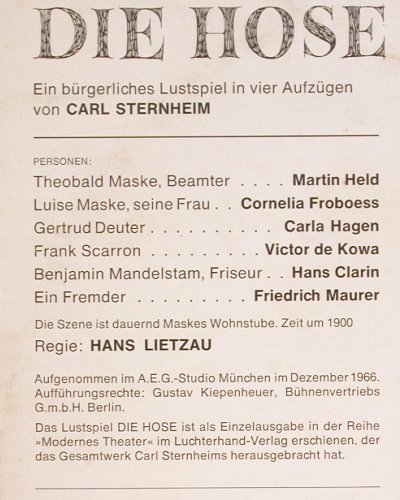 DIE HOSE
Ein bürgerliches Lustspiel in vier Aufzügen
von CARL STERNHEIM
PERSONEN:
Theobald Maske, Beamter . . . . Martin Held
Luise Maske, seine Frau . . Cornelia Froboess
Gertrud Deuter . . . . . . . . . . Carla Hagen
Frank Scarron . . . . . . . . . Victor de Kowa
Benjamin Mandelstam, Friseur . . Hans Clarin
Ein Fremder . . . . . . . . . Friedrich Maurer
Die Szene ist dauernd Maskes Wohnstube. Zeit um 1900
Regie: HANS LIETZAU
Aufgenommen im A.E.G.-Studio München im Dezember 1966.
Aufführungsrechte: Gustav Kiepenheuer, Bühnenvertriebs
G.m.b.H. Berlin.
Das Lustspiel DIE HOSE ist als Einzelausgabe in der Reihe
»Modernes Theater« im Luchterhand-Verlag erschienen, der
das Gesamtwerk Carl Sternheims herausgebracht hat.